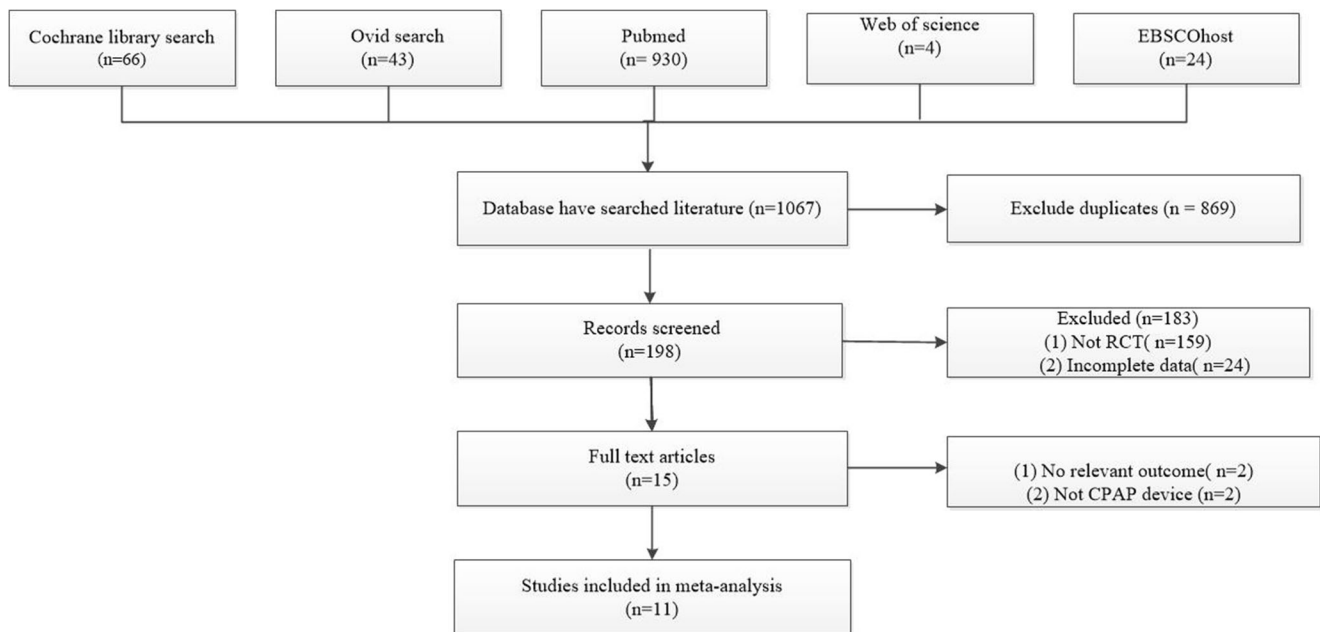 Cochrane library search
(n=66)
Ovid search
(n=43)
Pubmed
(n= 930)
Web of science
(n=4)
EBSCOhost
(n=24)
Database have searched literature (n=1067)
Exclude duplicates (n = 869)
Records screened
(n=198)
Excluded (n=183)
(1) Not RCT( n=159)
(2) Incomplete data( n=24)
Full text articles
(n=15)
(1) No relevant outcome( n=2)
(2) Not CPAP device (n=2)
Studies included in meta-analysis
(n=11)